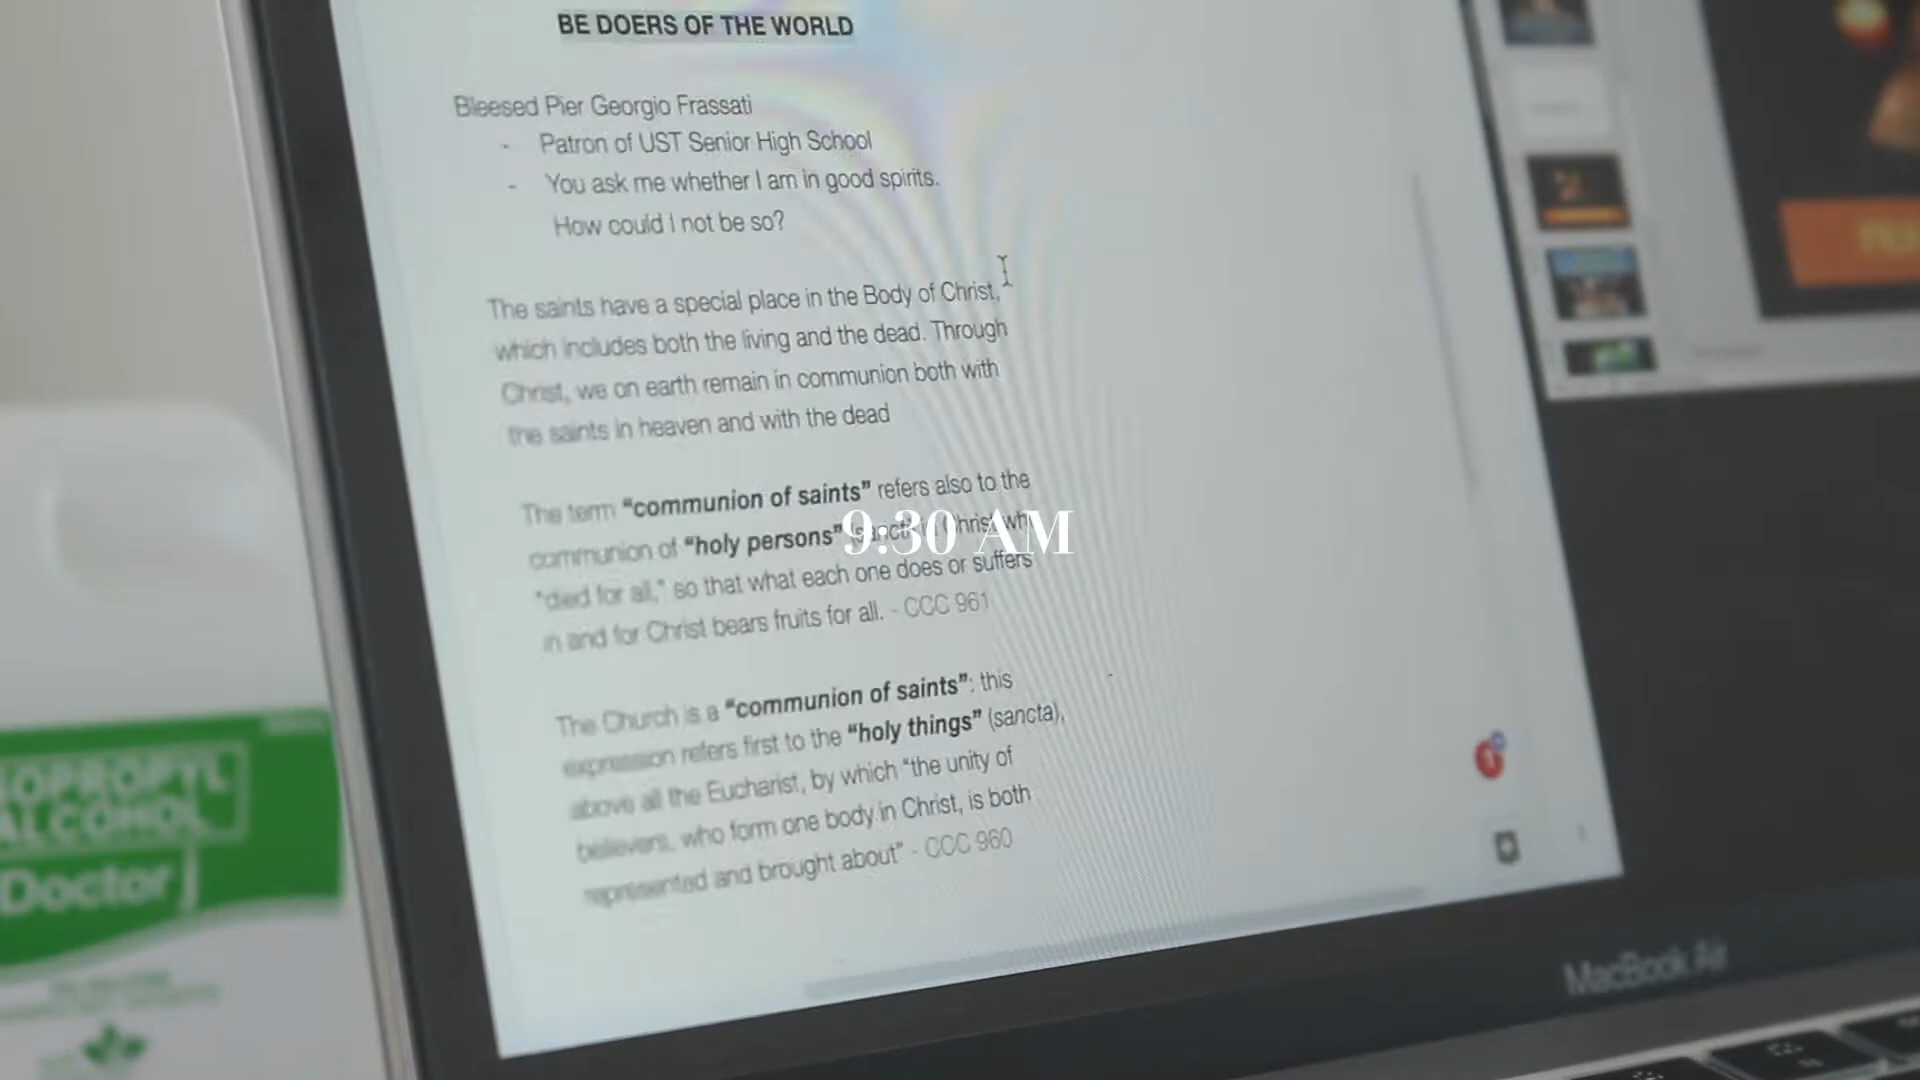 BE DOERS OF THE WORLD
Bleesed Pier Georgio Frassati
- Patron of UST Senior High School
- You ask me whether I am in good spirits.
How could I not be so?
The saints have a special place in the Body of Christ,
which includes both the living and the dead. Through
Christ, we on earth remain in communion both with
the saints in heaven and with the dead
The term “communion of saints” refers also to the
communion of “holy persons” in Christ who
9:30 AM
“died for all,” so that what each one does or suffers
in and for Christ bears fruits for all. - CCC 961
The Church is a “communion of saints”: this
expression refers first to the “holy things” (sancta),
above all the Eucharist, by which “the unity of
believers, who form one body in Christ, is both
represented and brought about” - CCC 960
OPROPYL
ALCOHOL
Doctor
1
MacBook Air